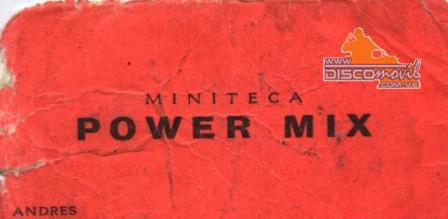 WWW.
DISCOmovil
.COM.VE
MINITECA
POWER MIX
ANDRES